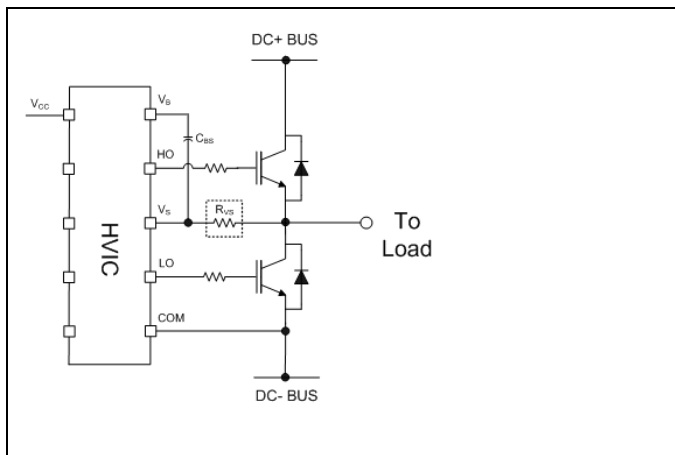 DC+ BUS
VCC
VB
CBS
HO
VS
RVS
To
Load
HVIC
LO
COM
DC- BUS